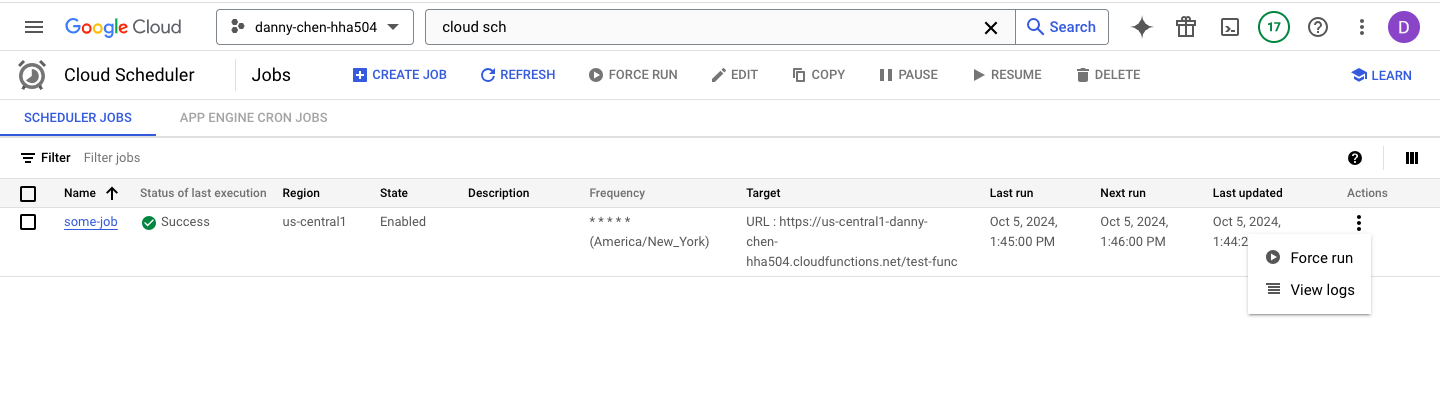 Google Cloud danny-chen-hha504 cloud sch Search 17 D
Cloud Scheduler Jobs CREATE JOB REFRESH FORCE RUN EDIT COPY PAUSE RESUME DELETE LEARN
SCHEDULER JOBS APP ENGINE CRON JOBS
Filter Filter jobs
Name Status of last execution Region State Description Frequency Target Last run Next run Last updated Actions
some-job Success us-central1 Enabled * * * * * URL : https://us-central1-danny- Oct 5, 2024, Oct 5, 2024, Oct 5, 2024,
(America/New_York) chen- 1:45:00 PM 1:46:00 PM 1:44:2
hha504.cloudfunctions.net/test-func
Force run
View logs